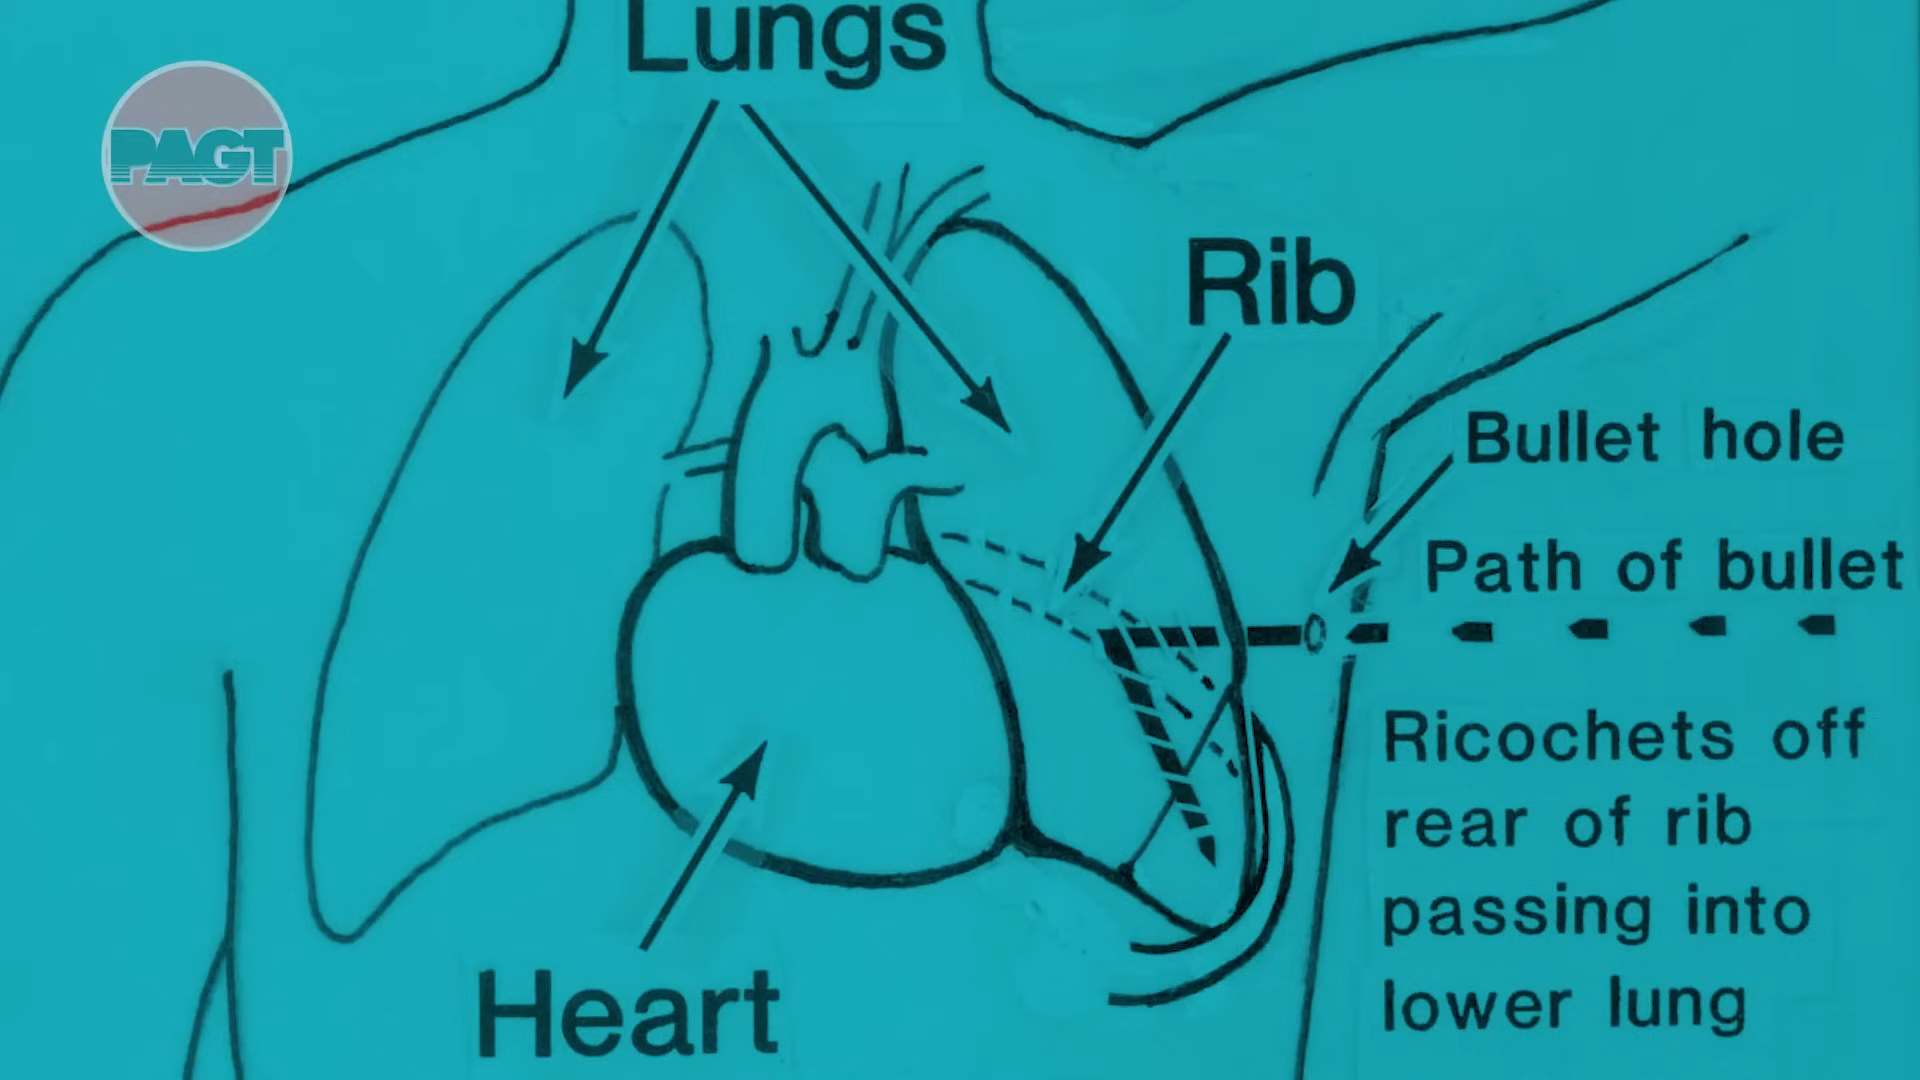 Lungs
PAGT
Rib
Bullet hole
Path of bullet
Ricochets off
rear of rib
passing into
lower lung
Heart